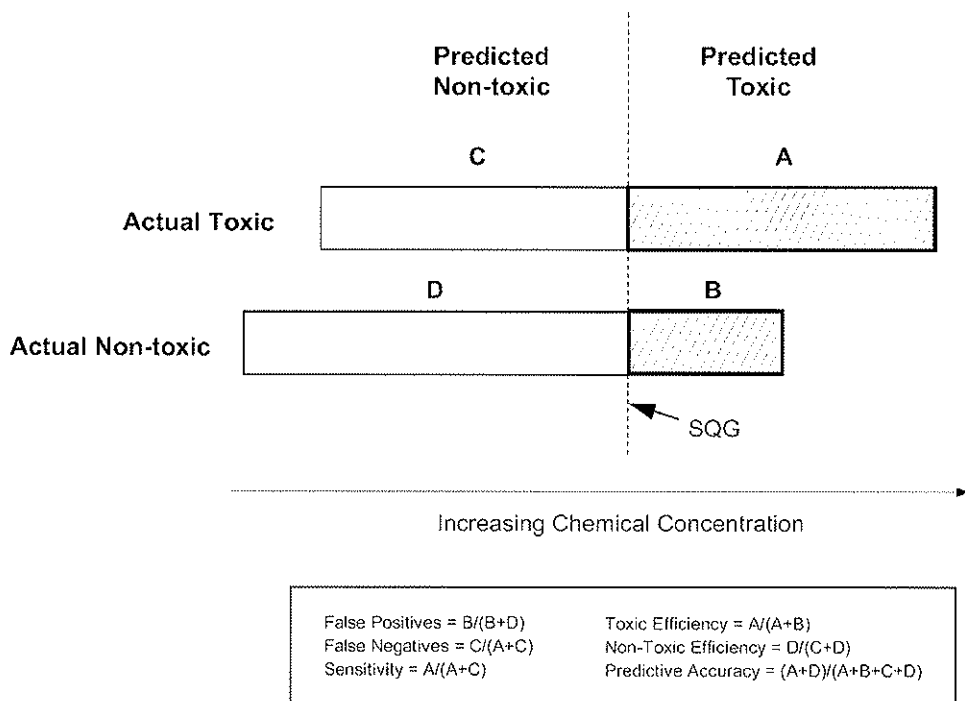 Predicted Non-toxic
Predicted Toxic
C
A
Actual Toxic
D
B
Actual Non-toxic
SQG
Increasing Chemical Concentration
False Positives = B/(B+D)
False Negatives = C/(A+C)
Sensitivity = A/(A+C)
Toxic Efficiency = A/(A+B)
Non-Toxic Efficiency = D/(C+D)
Predictive Accuracy = (A+D)/(A+B+C+D)